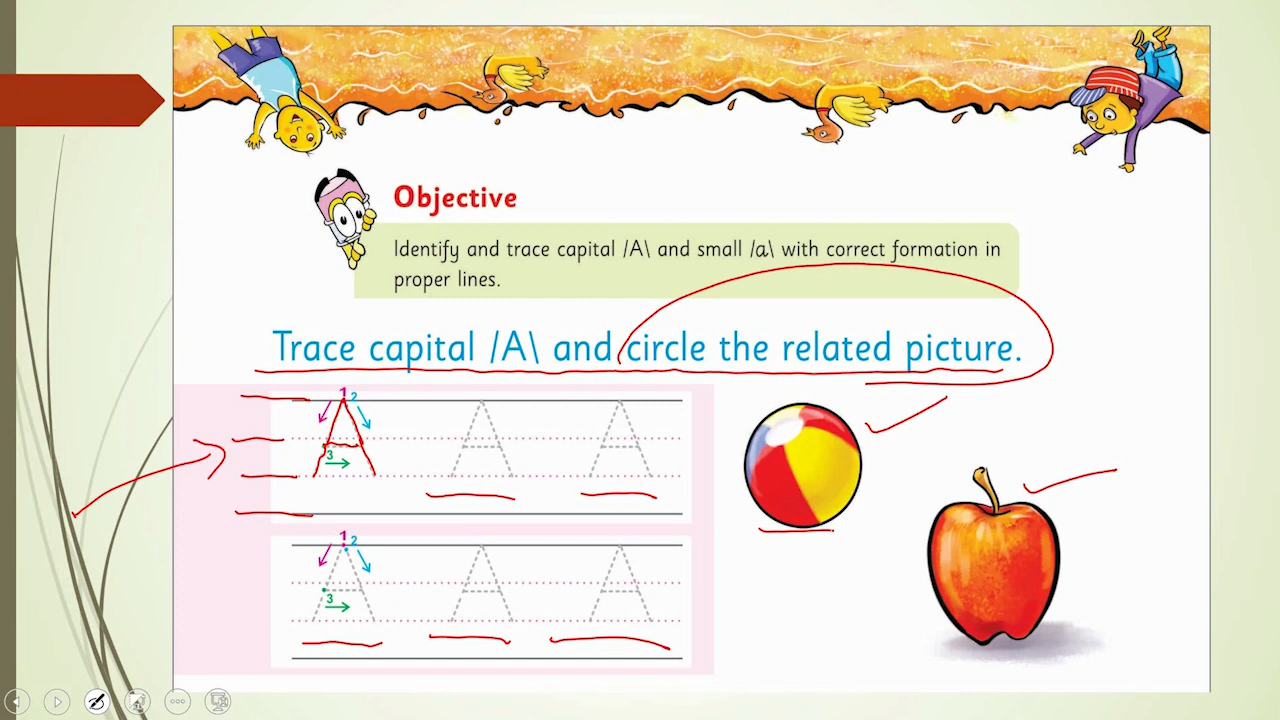 Objective
Identify and trace capital /A\ and small /a\ with correct formation in
proper lines.
Trace capital /A\ and circle the related picture.
1 2
A A A
3
1 2
A A A
3